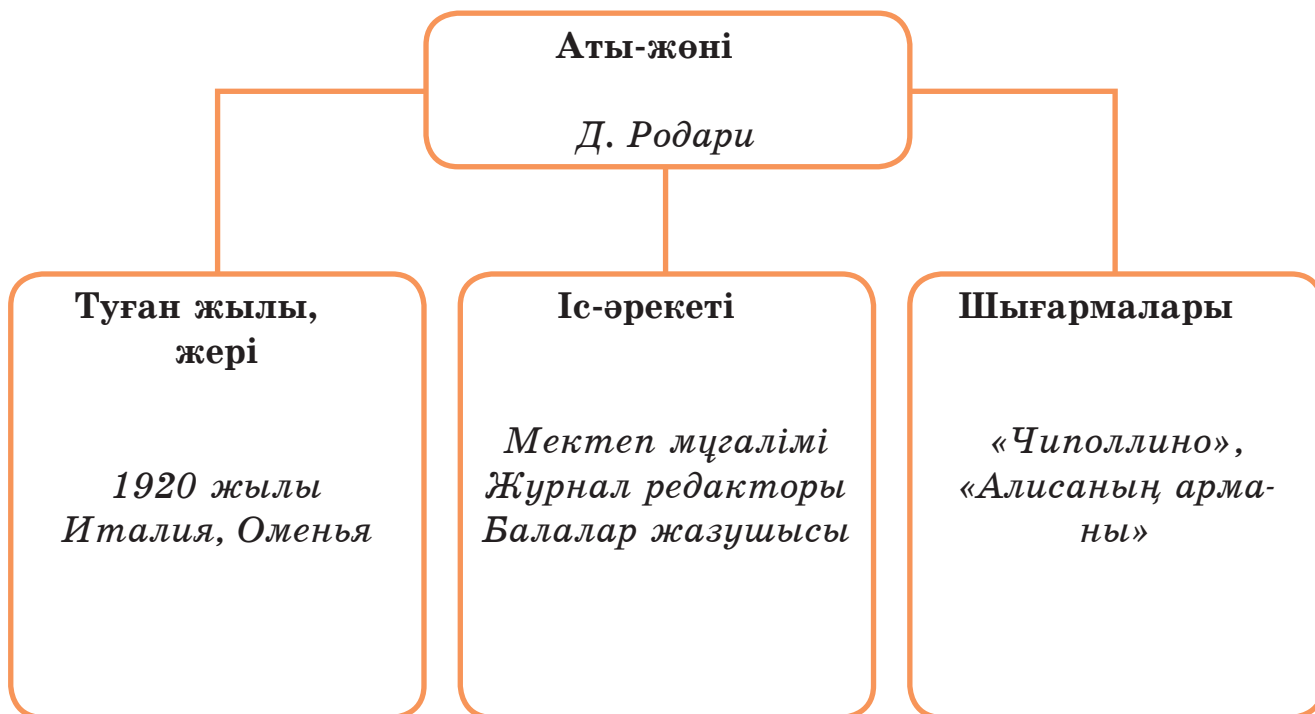 Аты-жөні
Д. Родари
Туған жылы,
жері
1920 жылы
Италия, Оменья
Іс-әрекеті
Мектеп мұғалімі
Журнал редакторы
Балалар жазушысы
Шығармалары
«Чиполлино»,
«Алисаның арма-
ны»